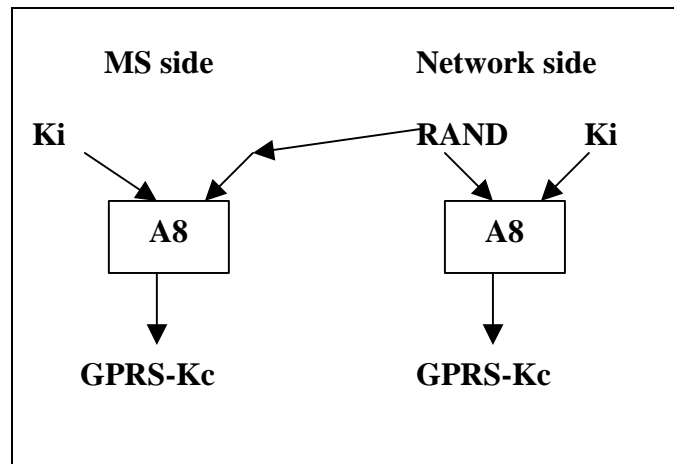 MS side Network side
Ki RAND Ki
A8 A8
GPRS-Kc GPRS-Kc